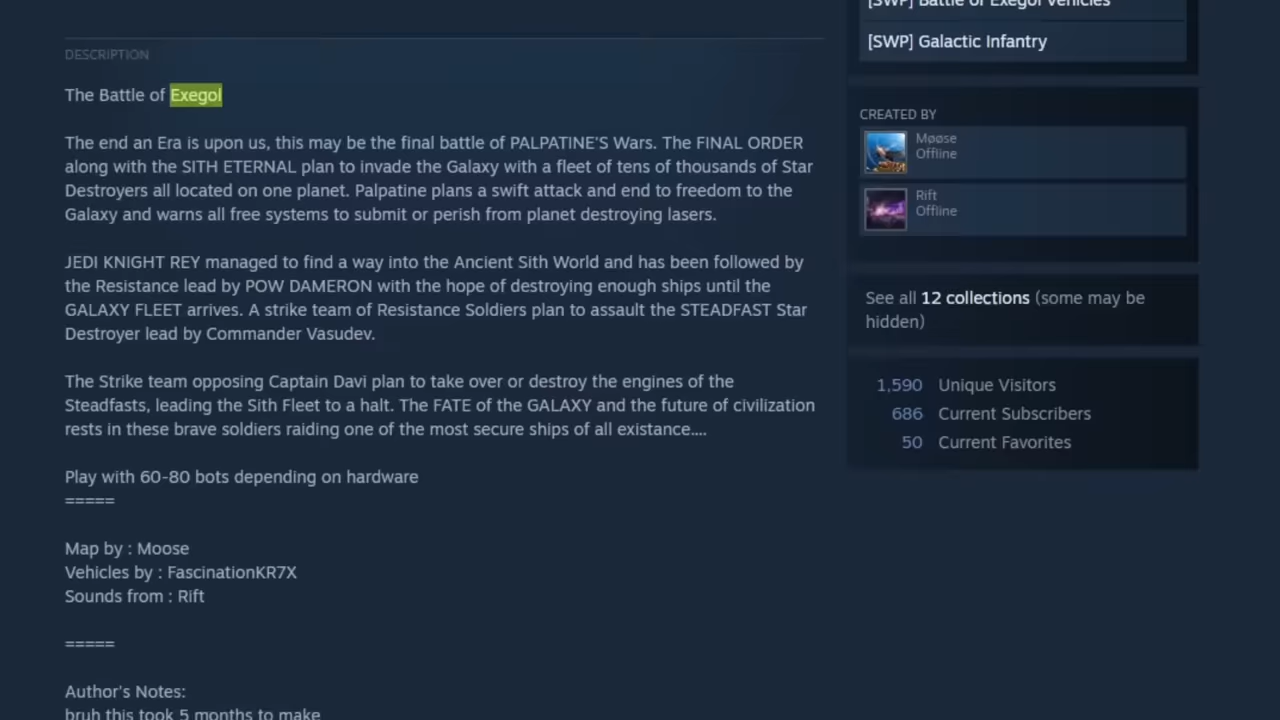 DESCRIPTION
The Battle of Exegol
The end an Era is upon us, this may be the final battle of PALPATINE'S Wars. The FINAL ORDER
along with the SITH ETERNAL plan to invade the Galaxy with a fleet of tens of thousands of Star
Destroyers all located on one planet. Palpatine plans a swift attack and end to freedom to the
Galaxy and warns all free systems to submit or perish from planet destroying lasers.
JEDI KNIGHT REY managed to find a way into the Ancient Sith World and has been followed by
the Resistance lead by POW DAMERON with the hope of destroying enough ships until the
GALAXY FLEET arrives. A strike team of Resistance Soldiers plan to assault the STEADFAST Star
Destroyer lead by Commander Vasudev.
The Strike team opposing Captain Davi plan to take over or destroy the engines of the
Steadfasts, leading the Sith Fleet to a halt. The FATE of the GALAXY and the future of civilization
rests in these brave soldiers raiding one of the most secure ships of all existance....
Play with 60-80 bots depending on hardware
=====
Map by : Moose
Vehicles by : FascinationKR7X
Sounds from : Rift
=====
Author's Notes:
bruh this took 5 months to make
[SWP] Battle of Exegol Vehicles
[SWP] Galactic Infantry
CREATED BY
Møøse
Offline
Rift
Offline
See all 12 collections (some may be
hidden)
1,590 Unique Visitors
686 Current Subscribers
50 Current Favorites